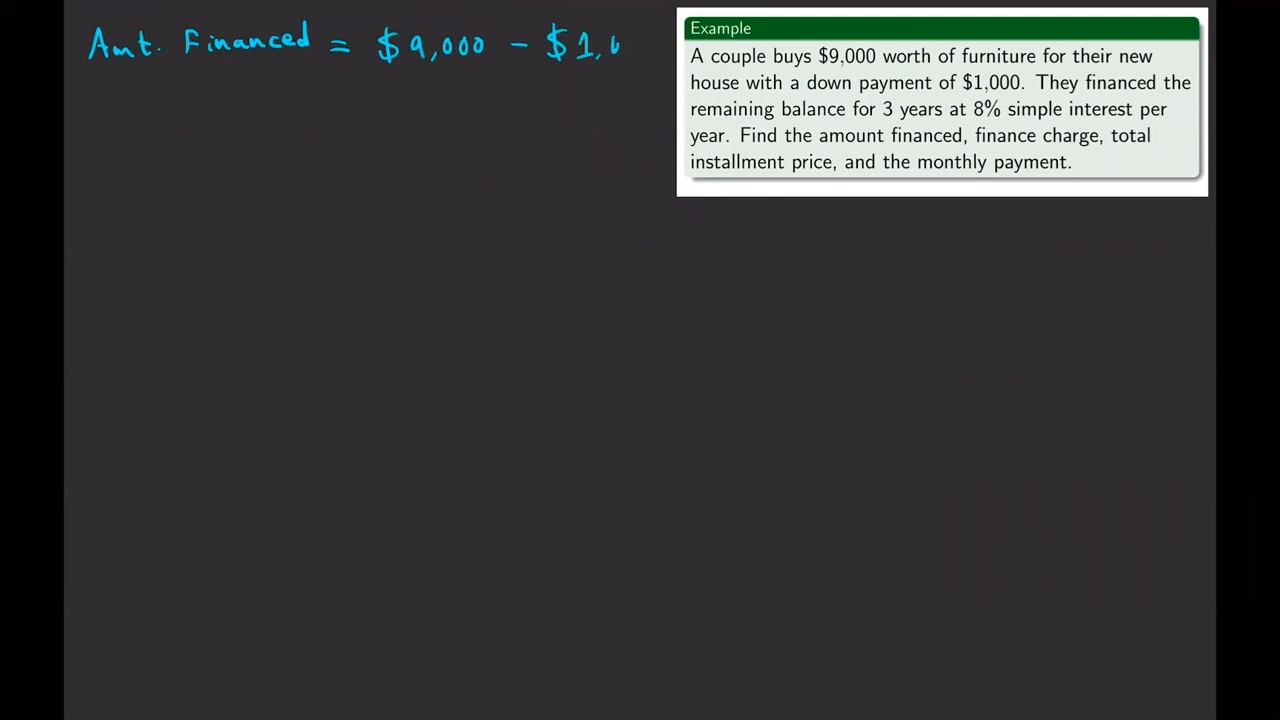 Amt. Financed = $9,000 - $1,0
Example
A couple buys $9,000 worth of furniture for their new
house with a down payment of $1,000. They financed the
remaining balance for 3 years at 8% simple interest per
year. Find the amount financed, finance charge, total
installment price, and the monthly payment.